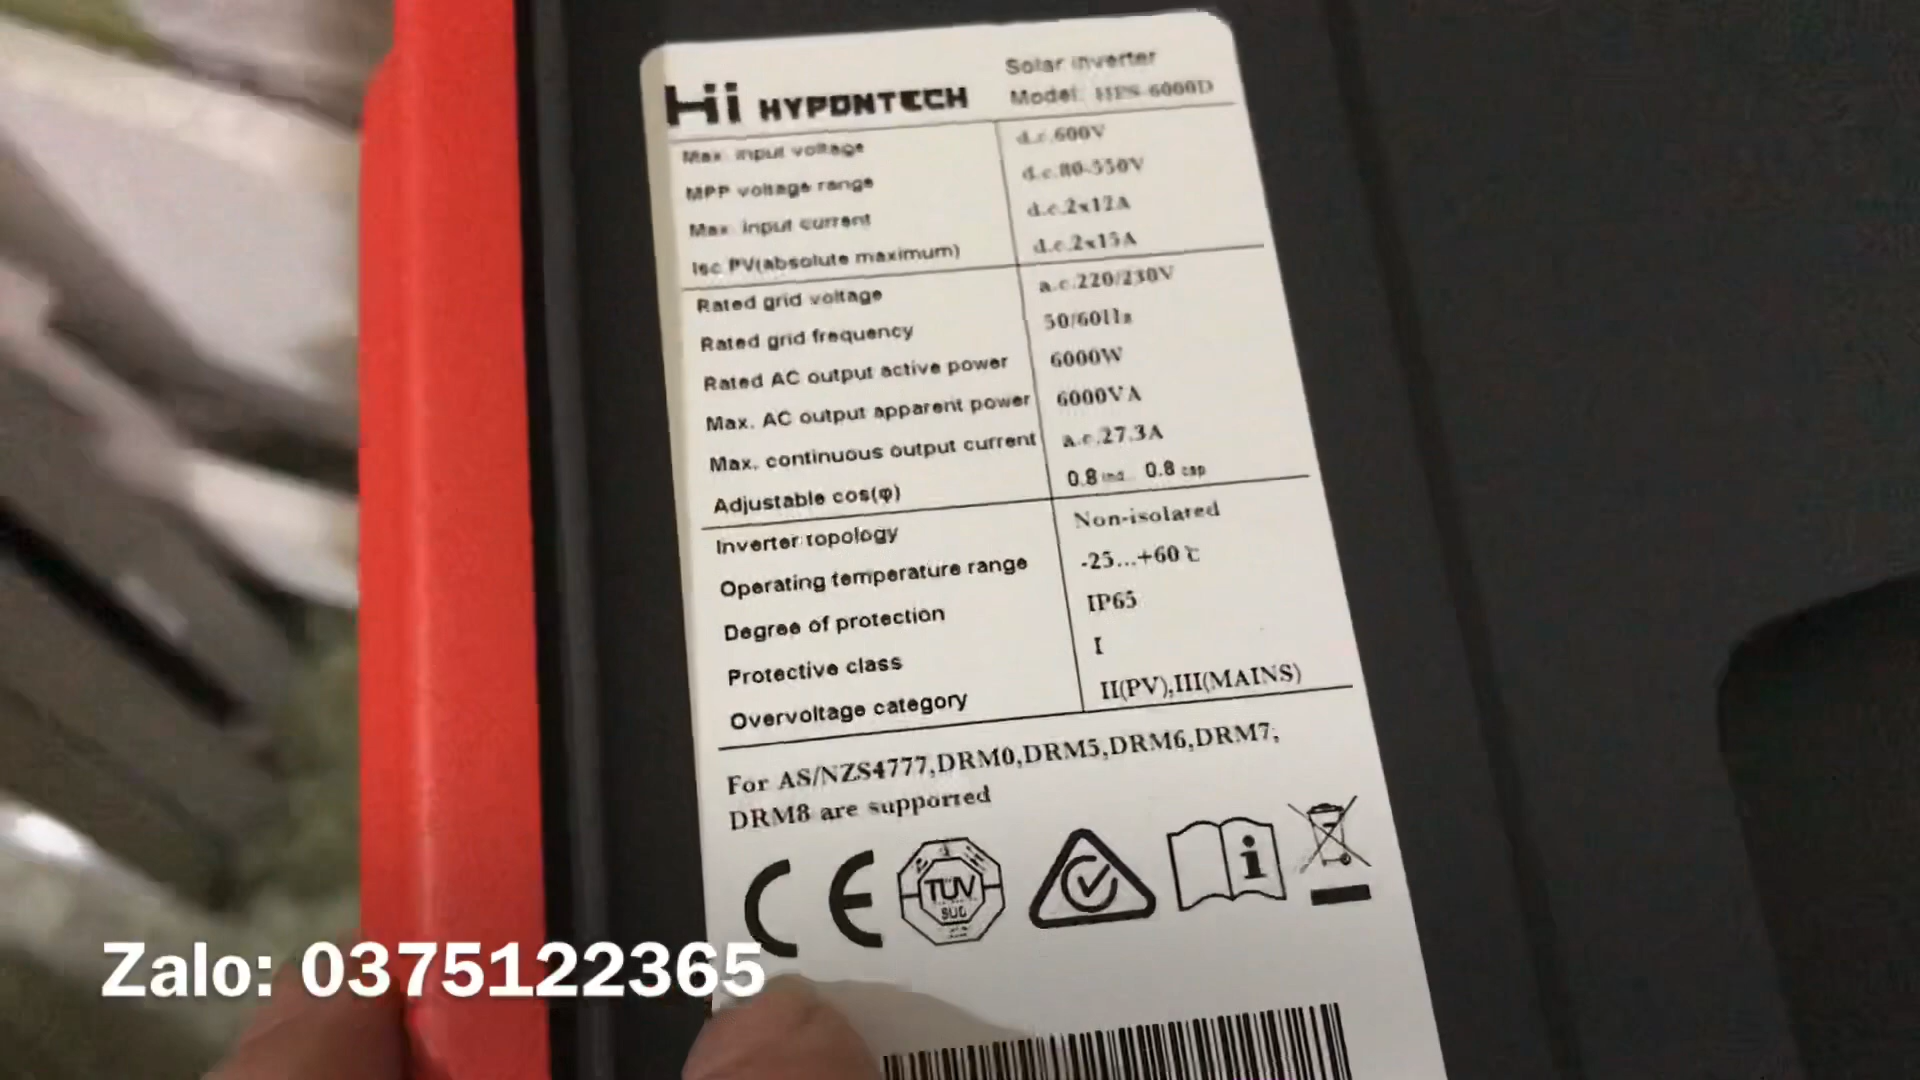 Hi HYPONTECH
Solar inverter
Model: HPS-6000D
Max. input voltage d.c.600V
MPP voltage range d.c.80-550V
Max. input current d.c.2x12A
Isc PV(absolute maximum) d.c.2x15A
Rated grid voltage a.c.220/230V
Rated grid frequency 50/60Hz
Rated AC output active power 6000W
Max. AC output apparent power 6000VA
Max. continuous output current a.c.27.3A
Adjustable cos(φ) 0.8 ind... 0.8 cap
Inverter topology Non-isolated
Operating temperature range -25...+60℃
Degree of protection IP65
Protective class I
Overvoltage category II(PV),III(MAINS)
For AS/NZS4777,DRM0,DRM5,DRM6,DRM7,
DRM8 are supported
CE
TÜV
SÜD
i
Zalo: 0375122365